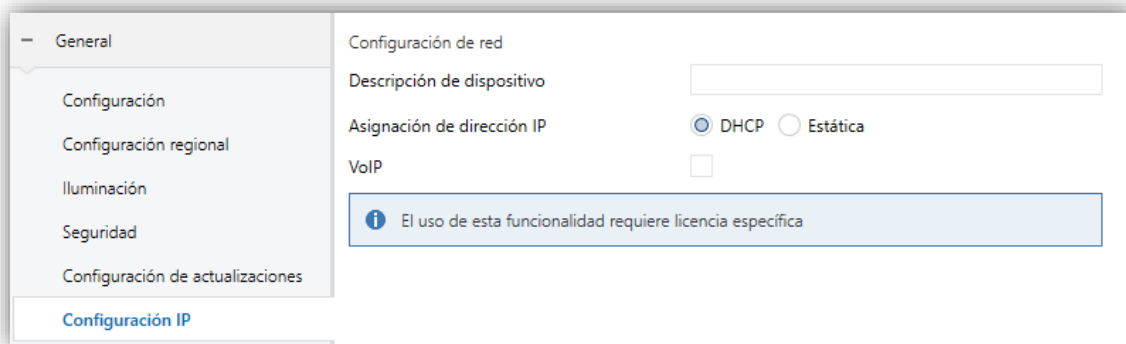 General
Configuración
Configuración regional
Iluminación
Seguridad
Configuración de actualizaciones
Configuración IP
Configuración de red
Descripción de dispositivo
Asignación de dirección IP DHCP Estática
VoIP
El uso de esta funcionalidad requiere licencia específica